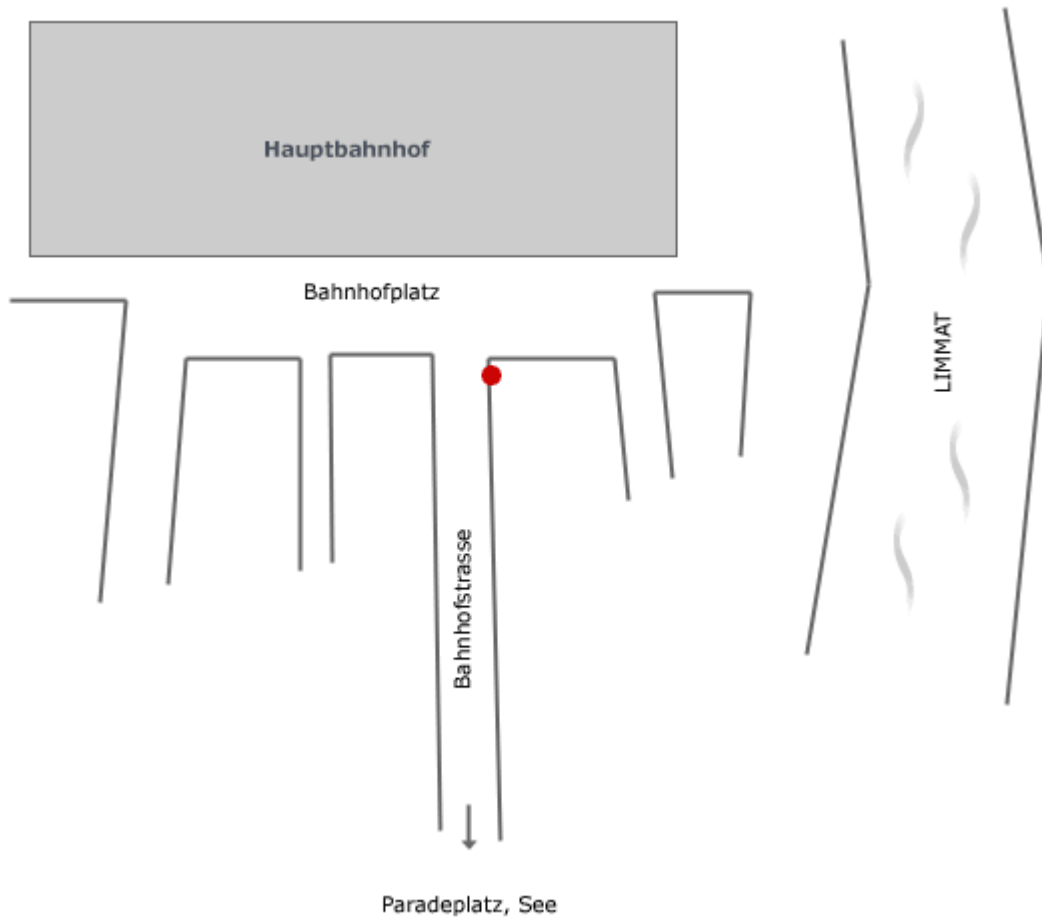 Hauptbahnhof
Bahnhofplatz
LIMMAT
Bahnhofstrasse
Paradeplatz, See